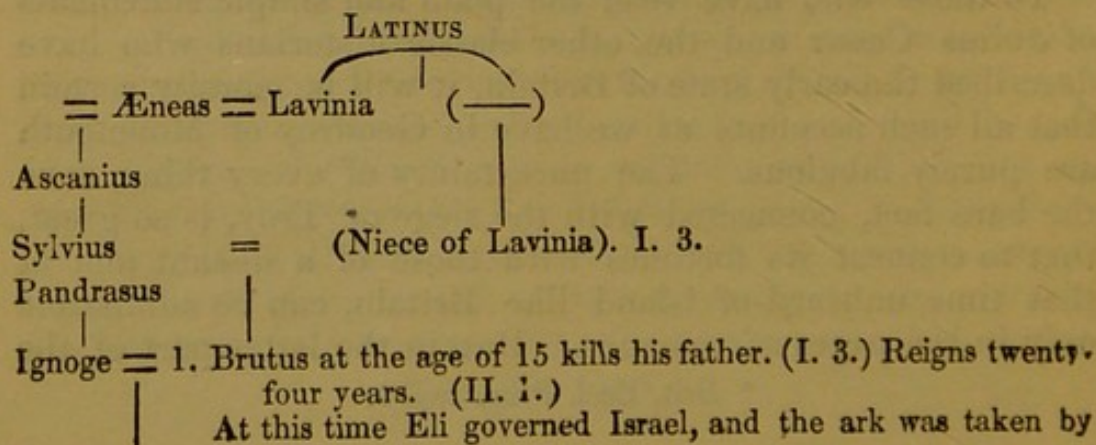 LATINUS
= Æneas = Lavinia (——)
Ascanius
Sylvius = (Niece of Lavinia). I. 3.
Pandrasus
Ignoge = 1. Brutus at the age of 15 kills his father. (I. 3.) Reigns twenty-
four years. (II. 1.)
At this time Eli governed Israel, and the ark was taken by